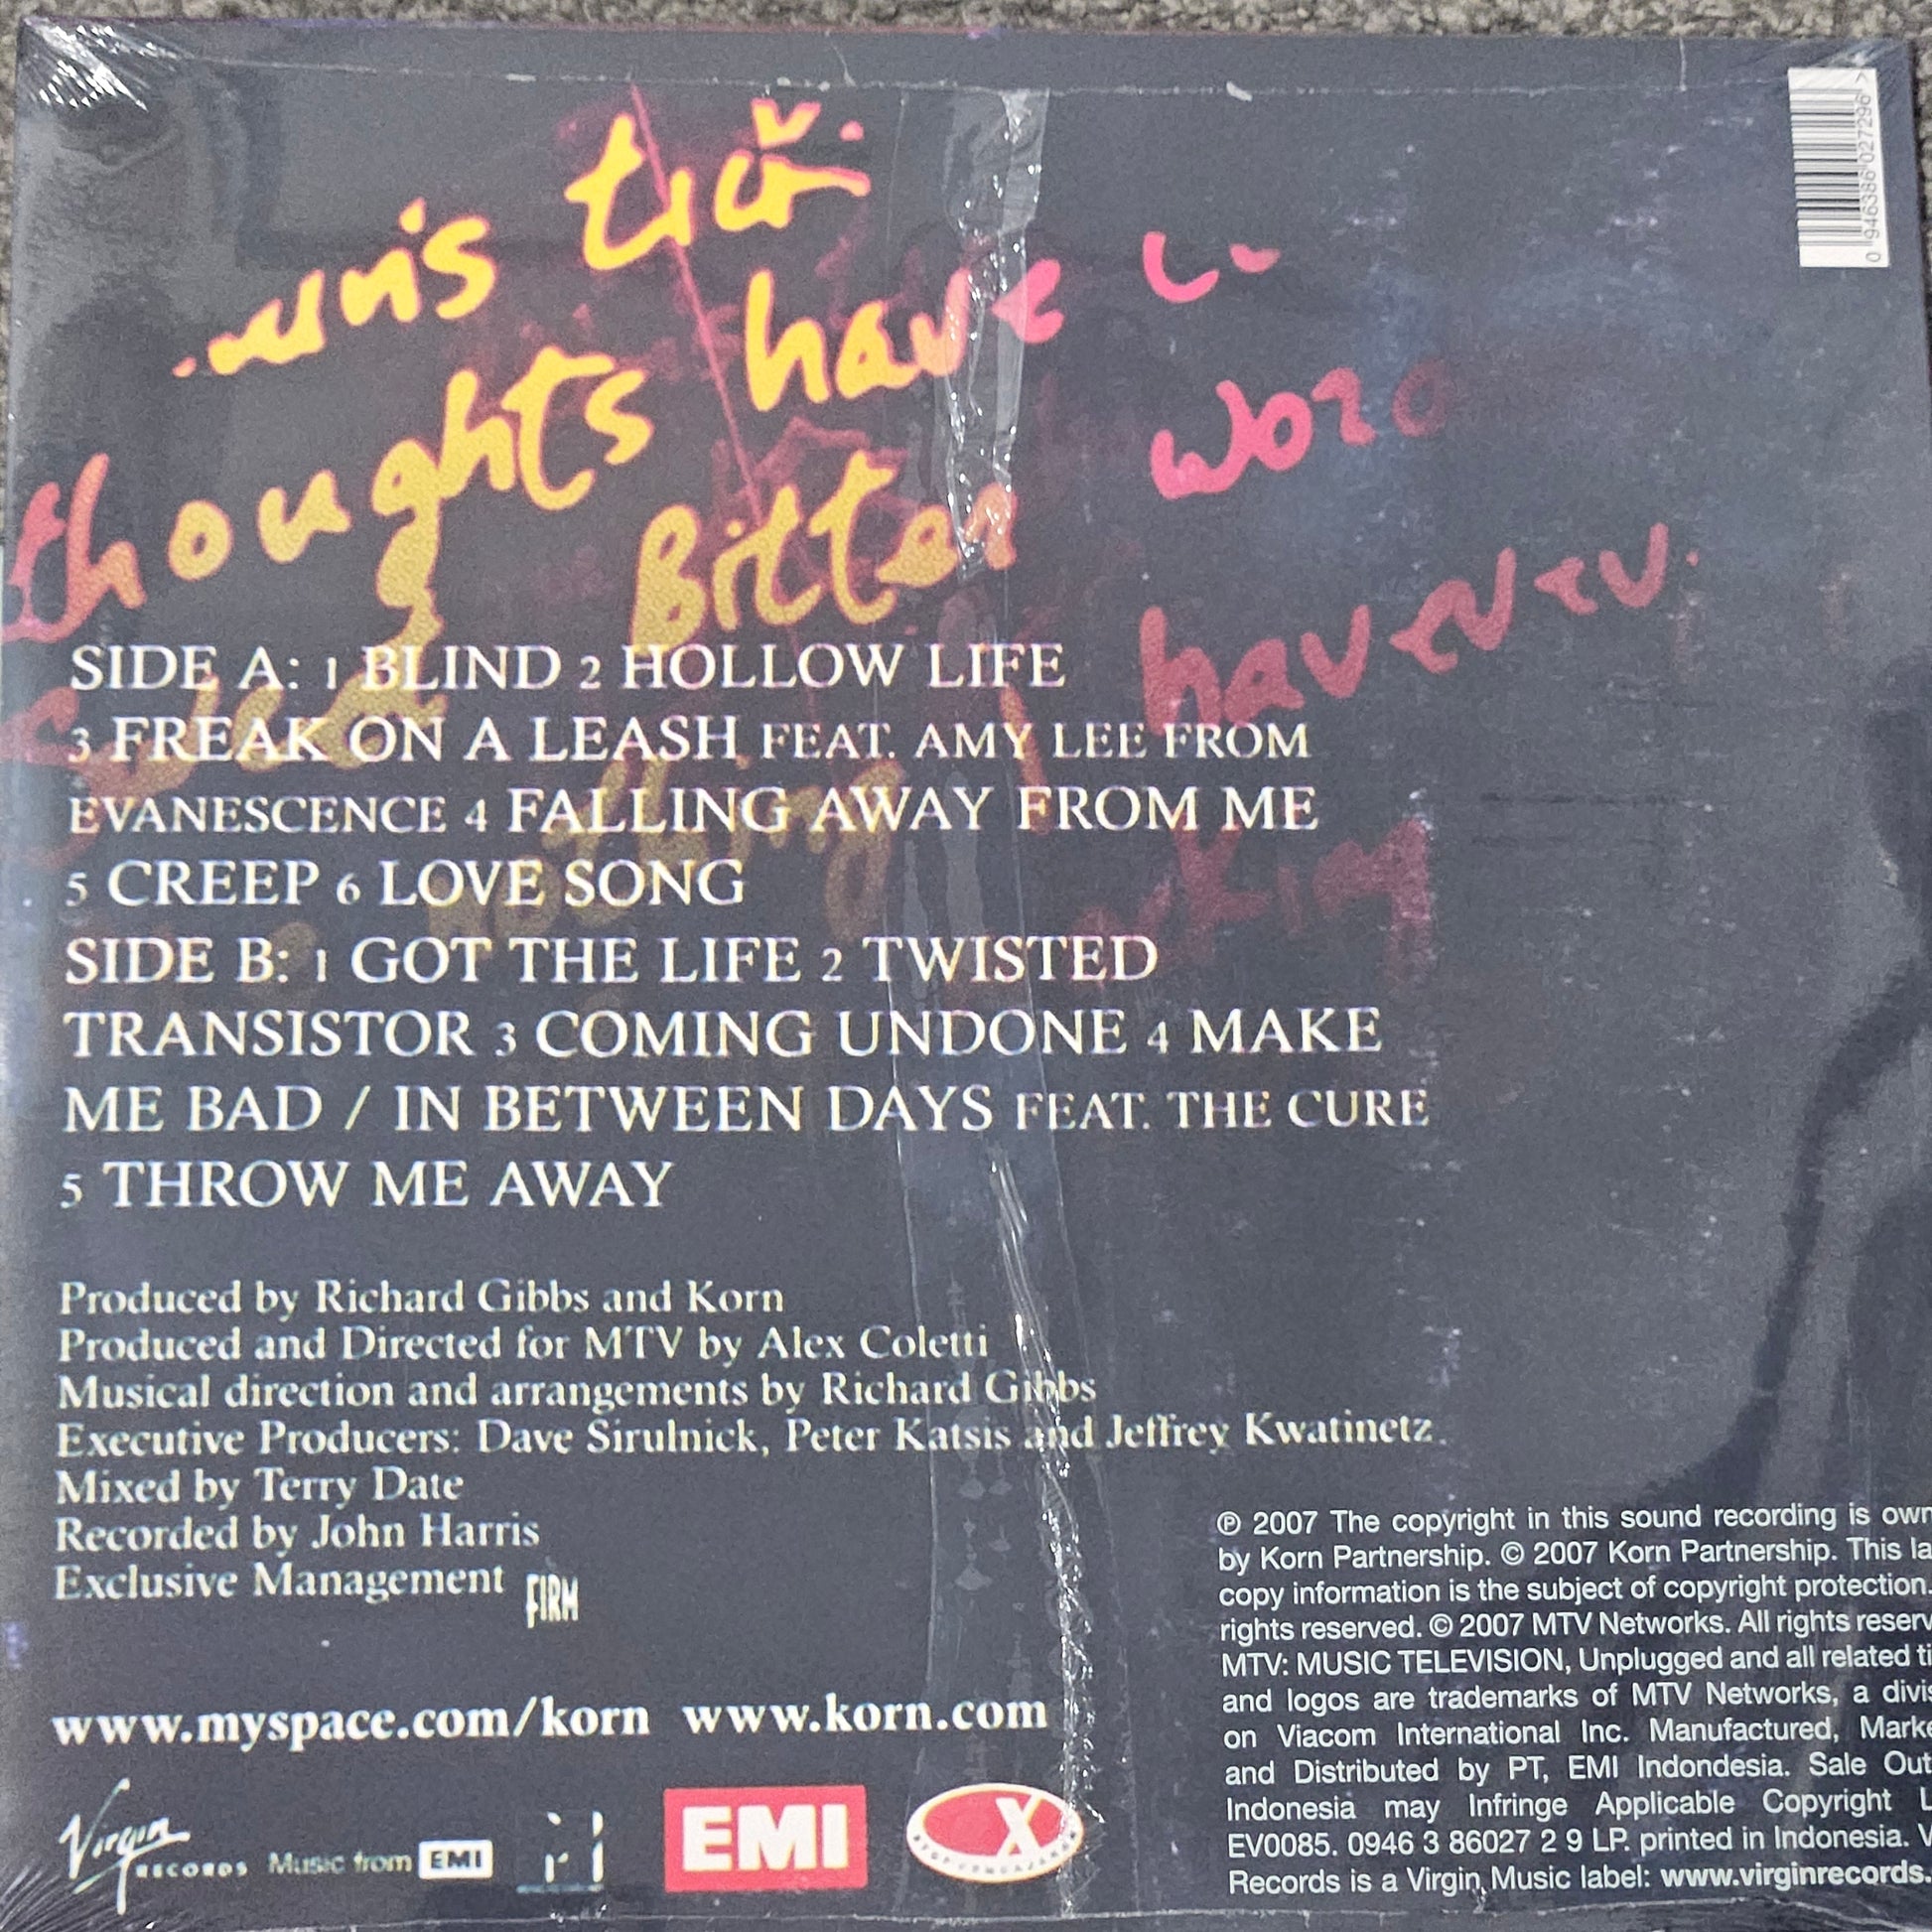 0 946386 027296 >
thoughts have
Bitter
SIDE A: 1 BLIND 2 HOLLOW LIFE
3 FREAK ON A LEASH FEAT. AMY LEE FROM
EVANESCENCE 4 FALLING AWAY FROM ME
5 CREEP 6 LOVE SONG
SIDE B: 1 GOT THE LIFE 2 TWISTED
TRANSISTOR 3 COMING UNDONE 4 MAKE
ME BAD / IN BETWEEN DAYS FEAT. THE CURE
5 THROW ME AWAY
Produced by Richard Gibbs and Korn
Produced and Directed for MTV by Alex Coletti
Musical direction and arrangements by Richard Gibbs
Executive Producers: Dave Sirulnick, Peter Katsis and Jeffrey Kwatinetz.
Mixed by Terry Date
Recorded by John Harris
Exclusive Management FIRM
www.myspace.com/korn www.korn.com
Virgin RECORDS Music from EMI
EMI
X
℗ 2007 The copyright in this sound recording is own
by Korn Partnership. © 2007 Korn Partnership. This la
copy information is the subject of copyright protection.
rights reserved. © 2007 MTV Networks. All rights reserv
MTV: MUSIC TELEVISION, Unplugged and all related ti
and logos are trademarks of MTV Networks, a divis
on Viacom International Inc. Manufactured, Marke
and Distributed by PT, EMI Indondesia. Sale Out
Indonesia may Infringe Applicable Copyright L
EV0085. 0946 3 86027 2 9 LP. printed in Indonesia. V
Records is a Virgin Music label: www.virginrecords.